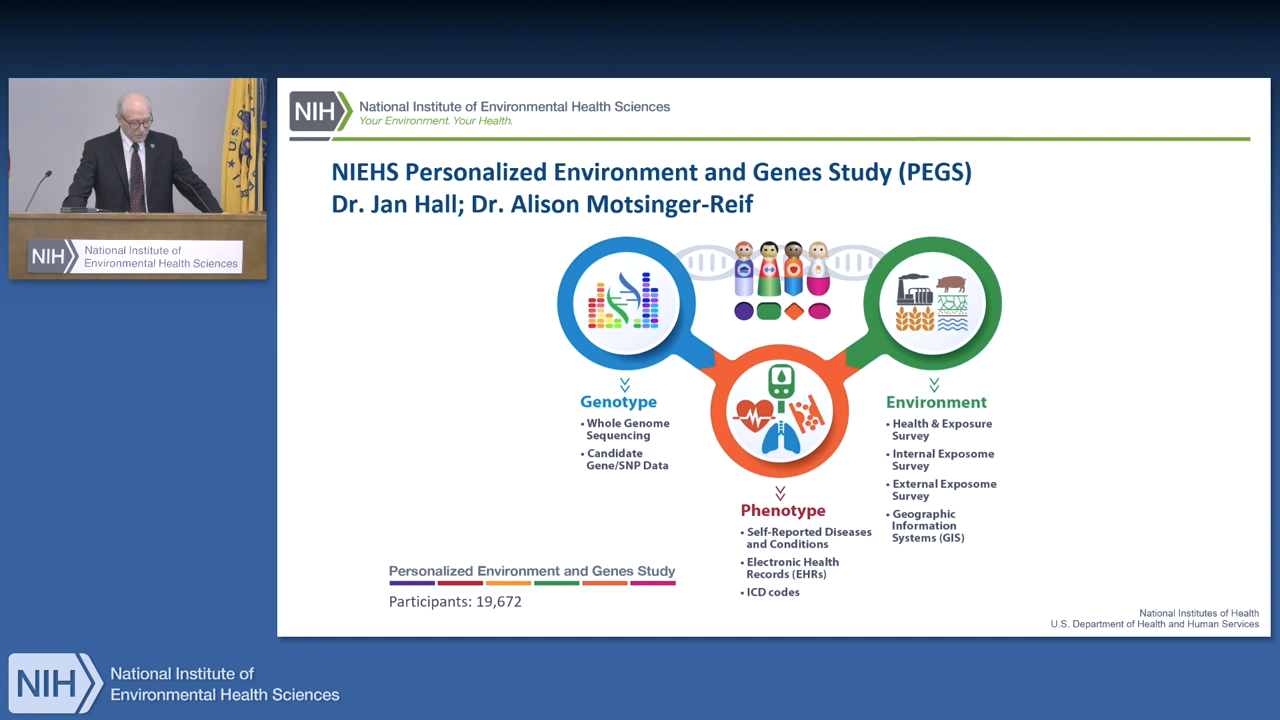 NIH
National Institute of Environmental Health Sciences
Your Environment. Your Health.
NIEHS Personalized Environment and Genes Study (PEGS)
Dr. Jan Hall; Dr. Alison Motsinger-Reif
Genotype
• Whole Genome
Sequencing
• Candidate
Gene/SNP Data
Phenotype
• Self-Reported Diseases
and Conditions
• Electronic Health
Records (EHRs)
• ICD codes
Environment
• Health & Exposure
Survey
• Internal Exposome
Survey
• External Exposome
Survey
• Geographic
Information
Systems (GIS)
Personalized Environment and Genes Study
Participants: 19,672
National Institutes of Health
U.S. Department of Health and Human Services
U.S.
NIH
National Institute of
Environmental Health Sciences
NIH
National Institute of
Environmental Health Sciences